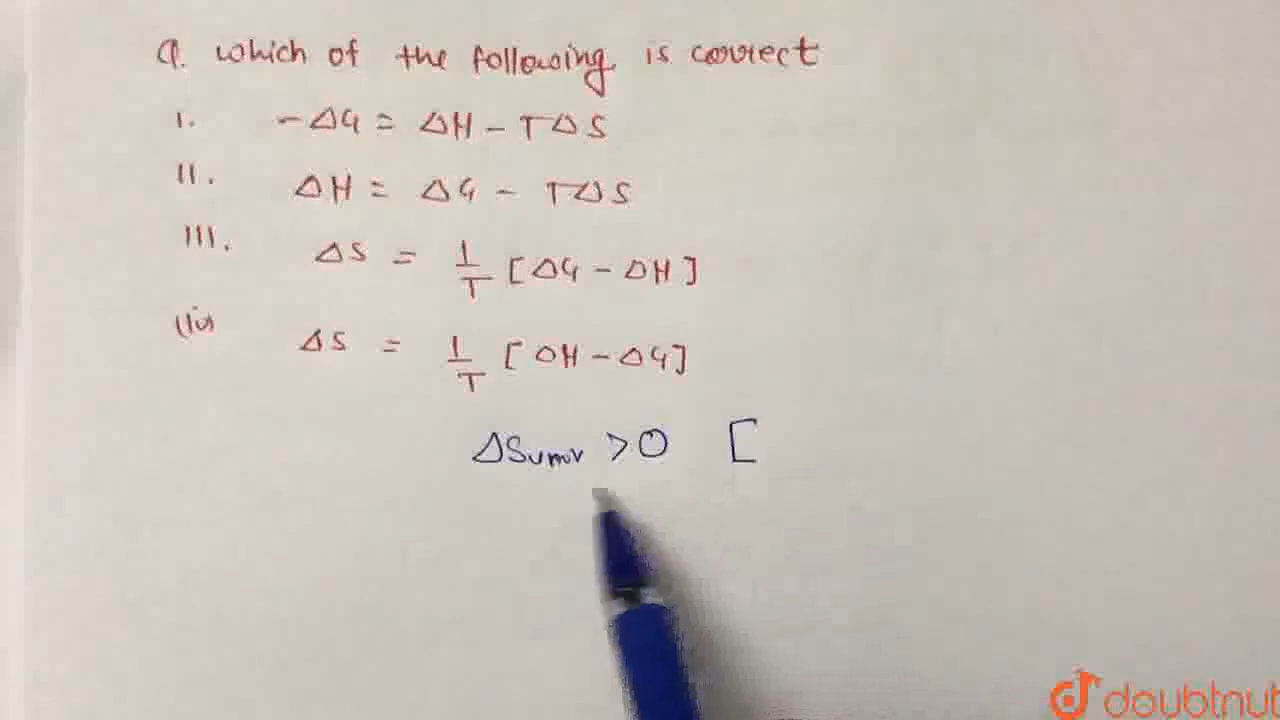 Q. which of the following is correct
I. -ΔG = ΔH - TΔS
II. ΔH = ΔG - TΔS
III. ΔS = 1/T [ΔG - ΔH]
(iv) ΔS = 1/T [ΔH - ΔG]
ΔSuniv > 0 [
doubtnut